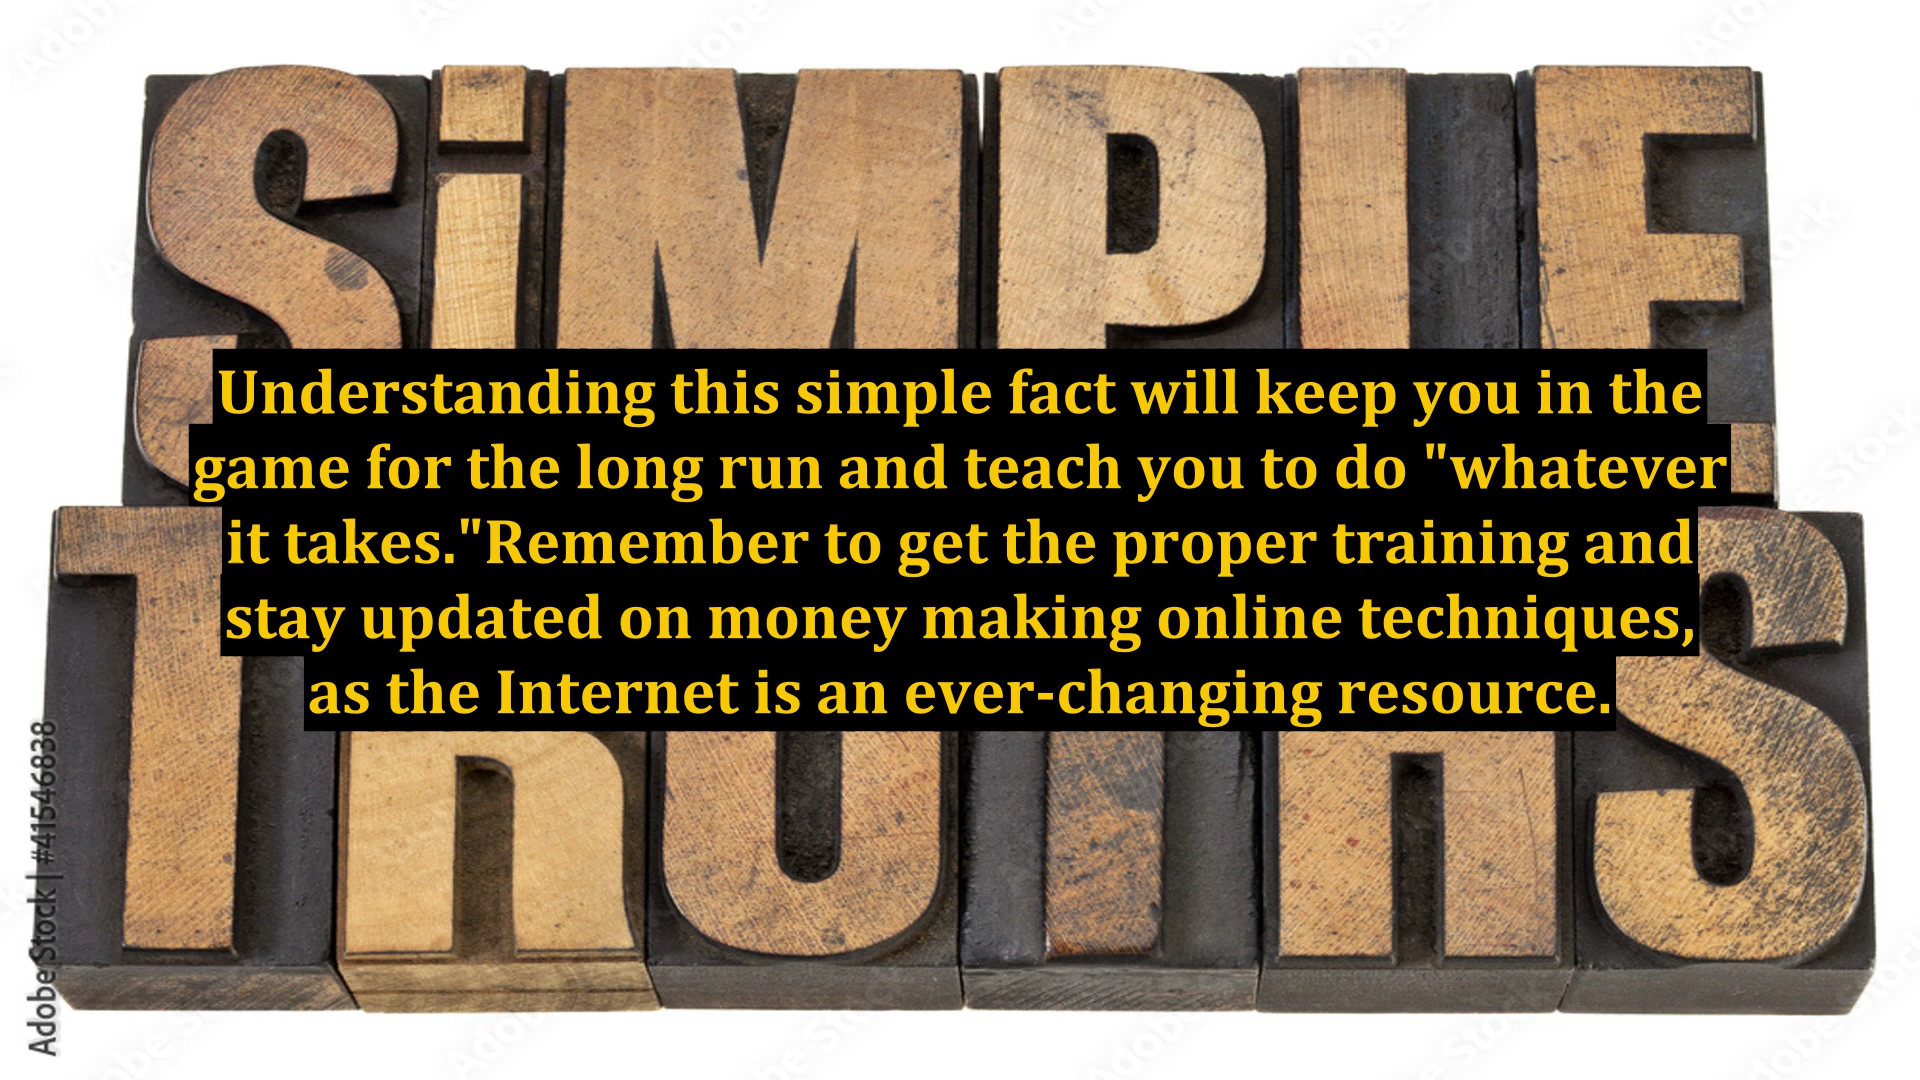 SiMPLE
Understanding this simple fact will keep you in the
game for the long run and teach you to do "whatever
it takes."Remember to get the proper training and
stay updated on money making online techniques,
as the Internet is an ever-changing resource.
TRUTHS
Adobe Stock | #41546838